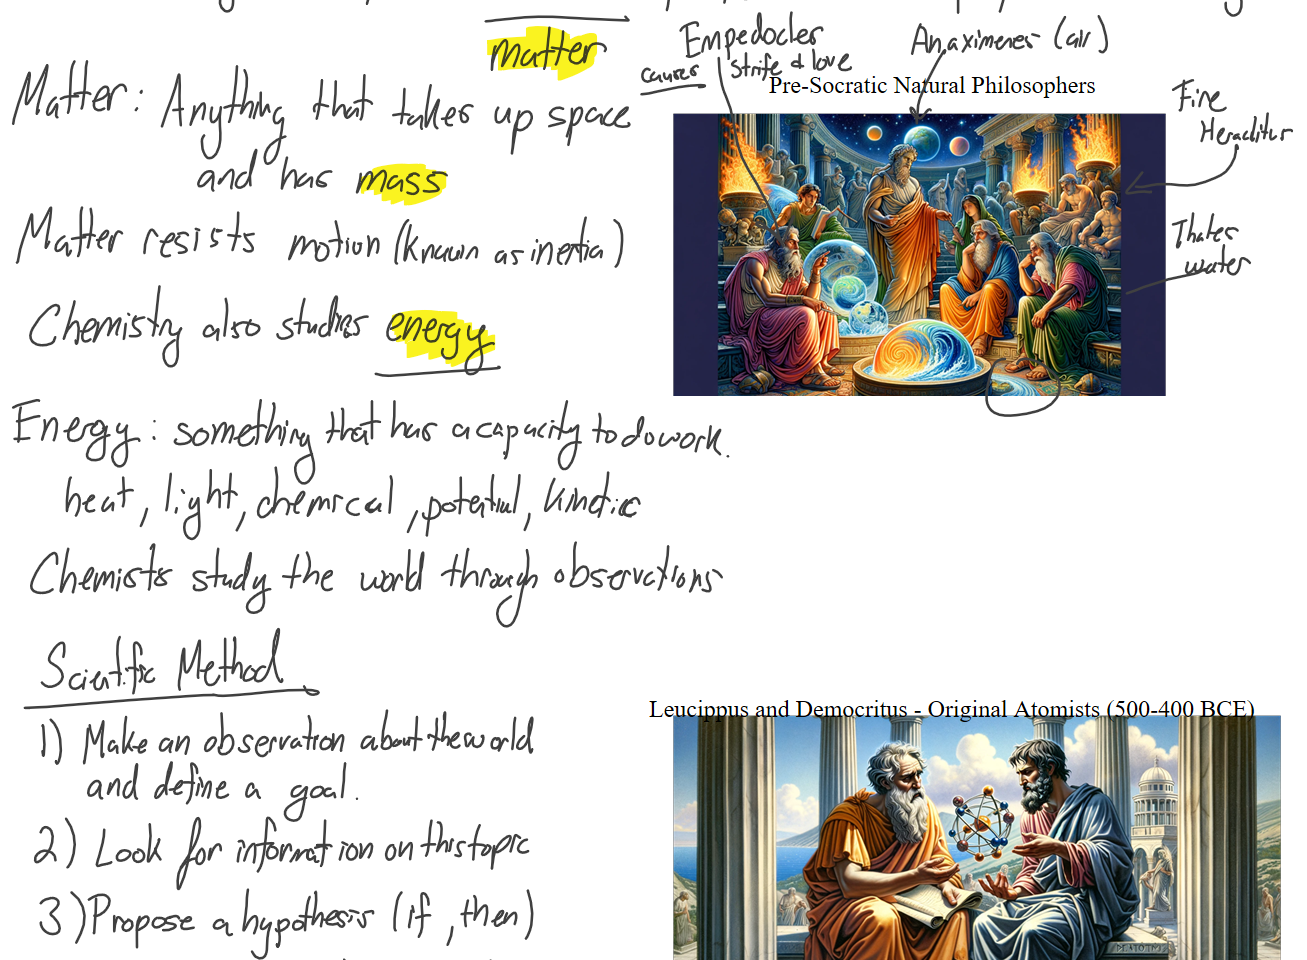 matter
Matter: Anything that takes up space
and has mass
Matter resists motion (known as inertia)
Chemistry also studies energy
Energy: something that has a capacity to do work.
heat, light, chemical, potential, kinetic
Chemists study the world through observations
Scientific Method
1) Make an observation about the world
and define a goal.
2) Look for information on this topic
3) Propose a hypothesis (if, then)
Empedocles
causes strife & love
Anaximenes (air)
Pre-Socratic Natural Philosophers
Fire
Heraclitus
Thales
water
Leucippus and Democritus - Original Atomists (500-400 BCE)